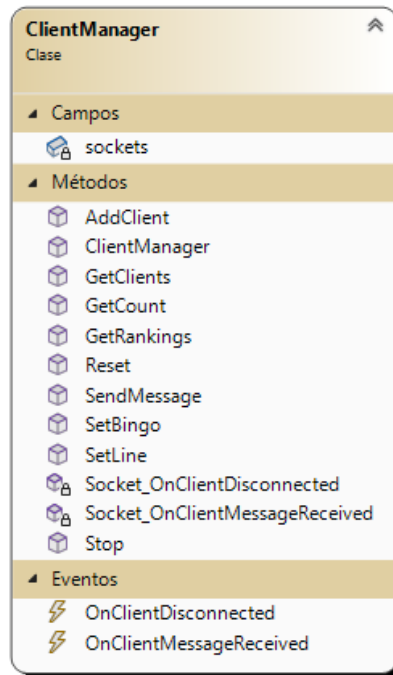 ClientManager
Clase
Campos
sockets
Métodos
AddClient
ClientManager
GetClients
GetCount
GetRankings
Reset
SendMessage
SetBingo
SetLine
Socket_OnClientDisconnected
Socket_OnClientMessageReceived
Stop
Eventos
OnClientDisconnected
OnClientMessageReceived